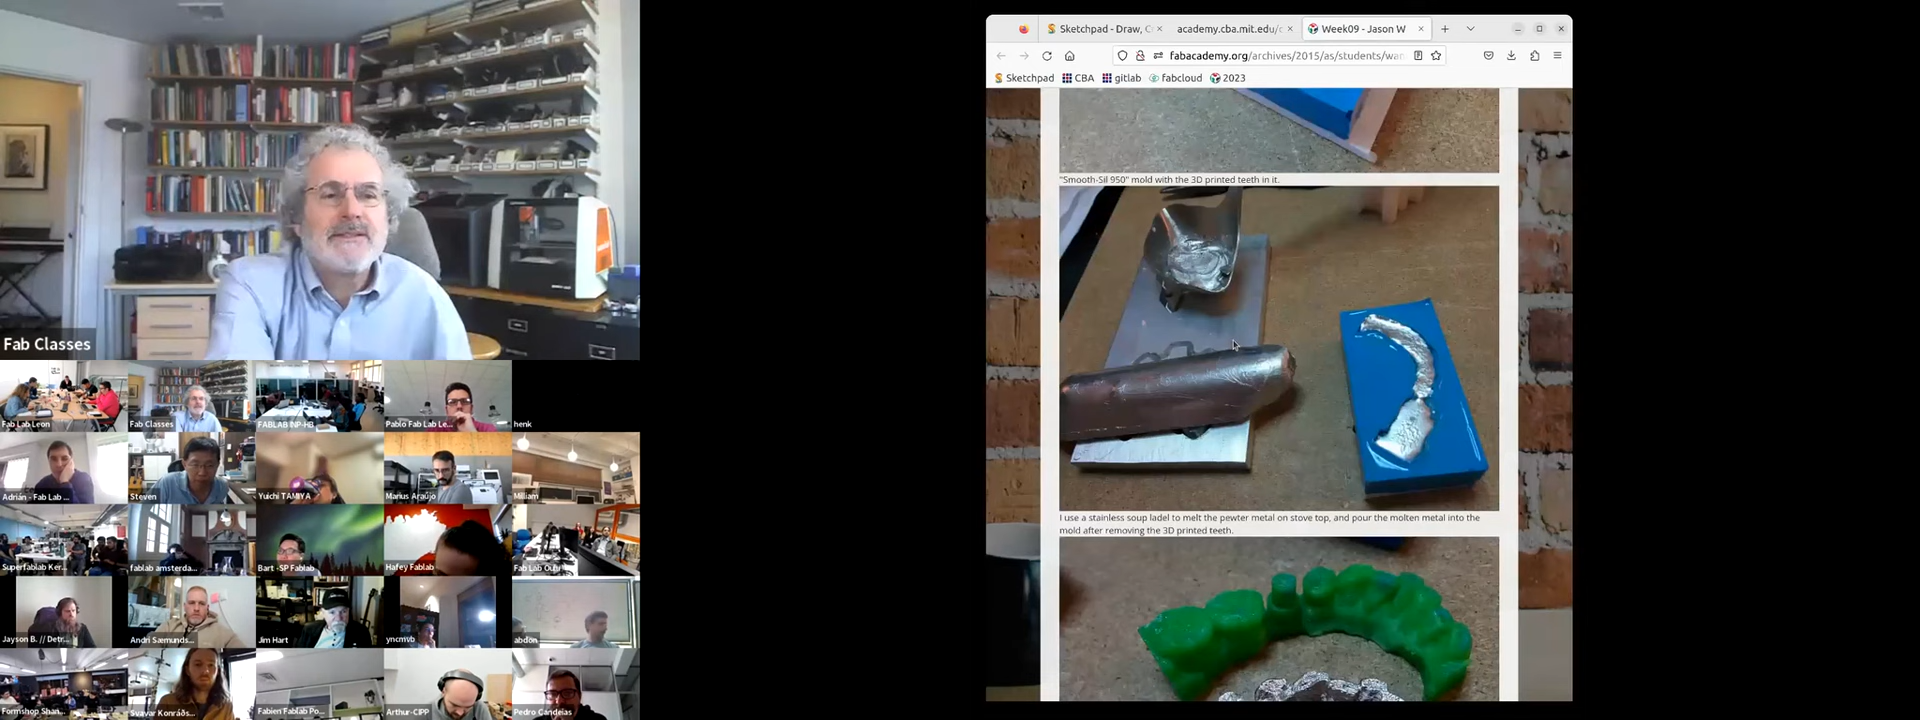 Fab Classes
Fab Lab Leon
Fab Classes
FABLAB INP-HB
Pablo Fab Lab Le...
henk
Adrián - Fab Lab ...
Steven
Yuichi TAMIYA
Marius Araújo
Milliam
Superfablab Ker...
fablab amsterda...
Bart -SP Fablab
Hafey Fablab
Fab Lab Oulu
Jayson B. // Detr...
Andri Sæmunds...
Jim Hart
yncmvb
abdon
Formshop Shan...
Svavar Konráðs...
Fabien Fablab Po...
Arthur-CIPP
Pedro Candeias
Sketchpad - Draw, C
academy.cba.mit.edu/c
Week09 - Jason W
fabacademy.org/archives/2015/as/students/wan
Sketchpad CBA gitlab fabcloud 2023
"Smooth-Sil 950" mold with the 3D printed teeth in it.
I use a stainless soup ladel to melt the pewter metal on stove top, and pour the molten metal into the
mold after removing the 3D printed teeth.